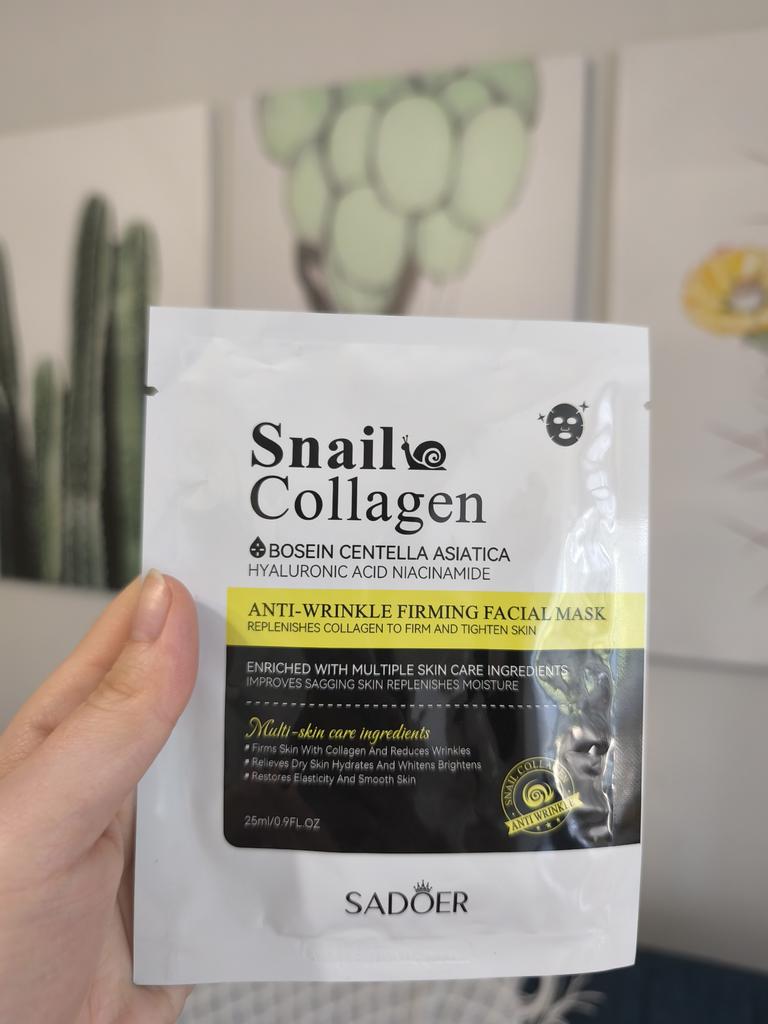 Snail
Collagen
BOSEIN CENTELLA ASIATICA
HYALURONIC ACID NIACINAMIDE
ANTI-WRINKLE FIRMING FACIAL MASK
REPLENISHES COLLAGEN TO FIRM AND TIGHTEN SKIN
ENRICHED WITH MULTIPLE SKIN CARE INGREDIENTS
IMPROVES SAGGING SKIN REPLENISHES MOISTURE
Multi-skin care ingredients
Firms Skin With Collagen And Reduces Wrinkles
Relieves Dry Skin Hydrates And Whitens Brightens
Restores Elasticity And Smooth Skin
SNAIL COLLAGEN
ANTI WRINKLE
25ml/0.9FL.OZ
SADOER